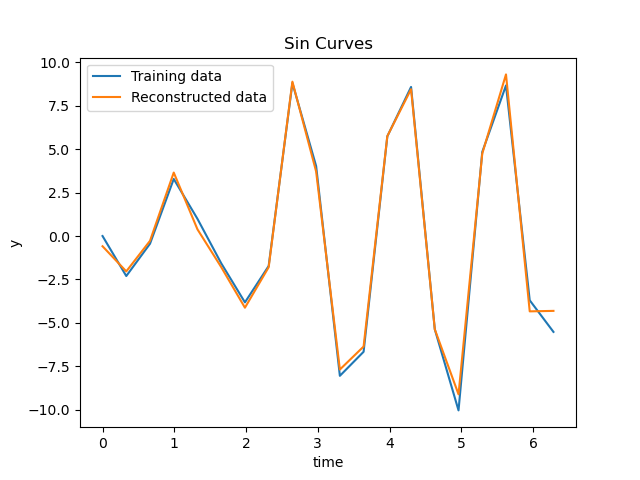 Sin Curves
Training data
Reconstructed data
10.0
7.5
5.0
2.5
0.0
−2.5
−5.0
−7.5
−10.0
y
0 1 2 3 4 5 6
time